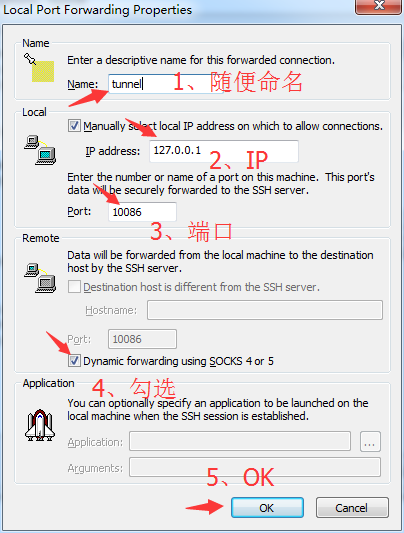 Local Port Forwarding Properties
Name
Enter a descriptive name for this forwarded connection.
Name: tunnel
1、随便命名
Local
Manually select local IP address on which to allow connections.
IP address: 127.0.0.1
2、IP
Enter the number or name of a port on this machine. This port's
data will be securely forwarded to the SSH server.
Port: 10086
3、端口
Remote
Data will be forwarded from the local machine to the destination
host by the SSH server.
Destination host is different from the SSH server.
Hostname:
Port: 10086
Dynamic forwarding using SOCKS 4 or 5
4、勾选
Application
You can optionally specify an application to be launched on the
local machine when the SSH session is established.
Application: ...
Arguments:
5、OK
OK Cancel